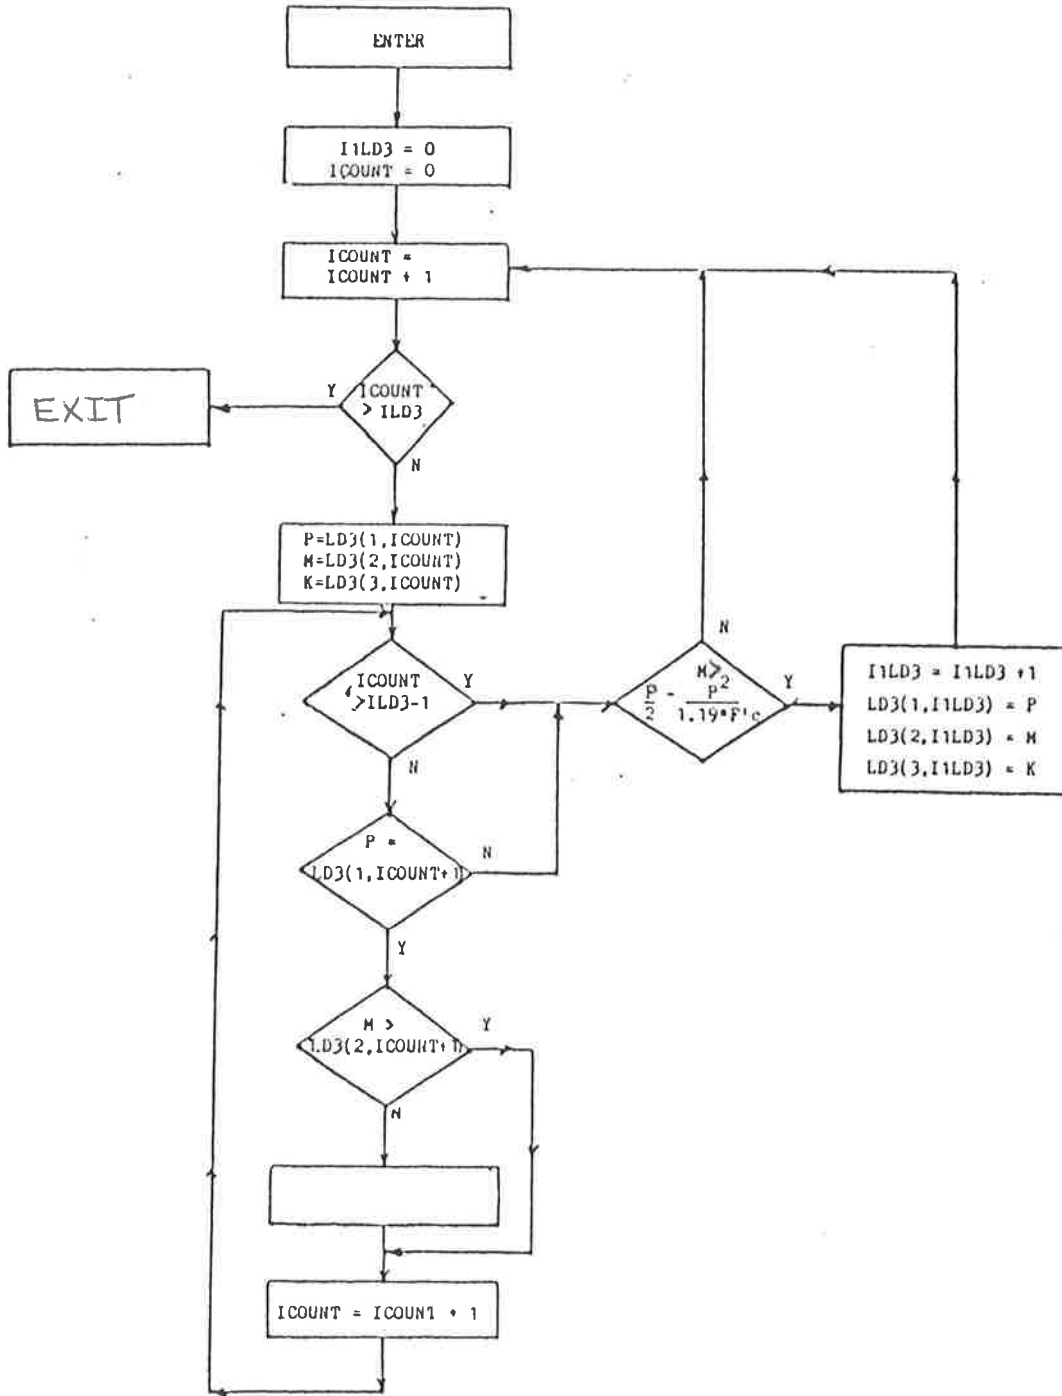 ENTER
I1LD3 = 0
ICOUNT = 0
ICOUNT =
ICOUNT + 1
Y
ICOUNT
> ILD3
EXIT
N
P=LD3(1,ICOUNT)
M=LD3(2,ICOUNT)
K=LD3(3,ICOUNT)
ICOUNT
>ILD3-1
Y
N
M>
P/2 - P²/1.19*F'c
N
Y
I1LD3 = I1LD3 +1
LD3(1,I1LD3) = P
LD3(2,I1LD3) = M
LD3(3,I1LD3) = K
P =
LD3(1,ICOUNT+1)
N
Y
M >
LD3(2,ICOUNT+1)
Y
N
ICOUNT = ICOUNT + 1